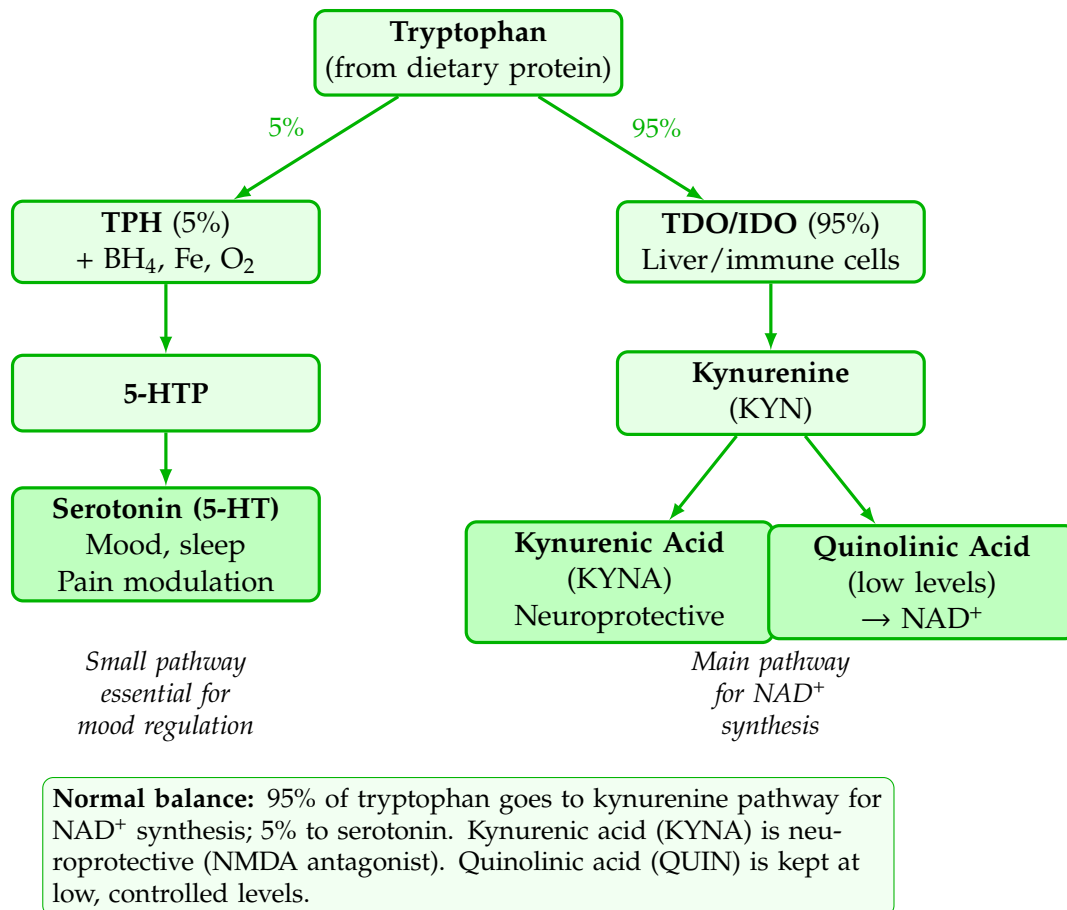 Tryptophan
(from dietary protein)
5%
95%
TPH (5%)
+ BH₄, Fe, O₂
TDO/IDO (95%)
Liver/immune cells
5-HTP
Kynurenine
(KYN)
Serotonin (5-HT)
Mood, sleep
Pain modulation
Kynurenic Acid
(KYNA)
Neuroprotective
Quinolinic Acid
(low levels)
→ NAD⁺
Small pathway
essential for
mood regulation
Main pathway
for NAD⁺
synthesis
Normal balance: 95% of tryptophan goes to kynurenine pathway for
NAD⁺ synthesis; 5% to serotonin. Kynurenic acid (KYNA) is neu-
roprotective (NMDA antagonist). Quinolinic acid (QUIN) is kept at
low, controlled levels.